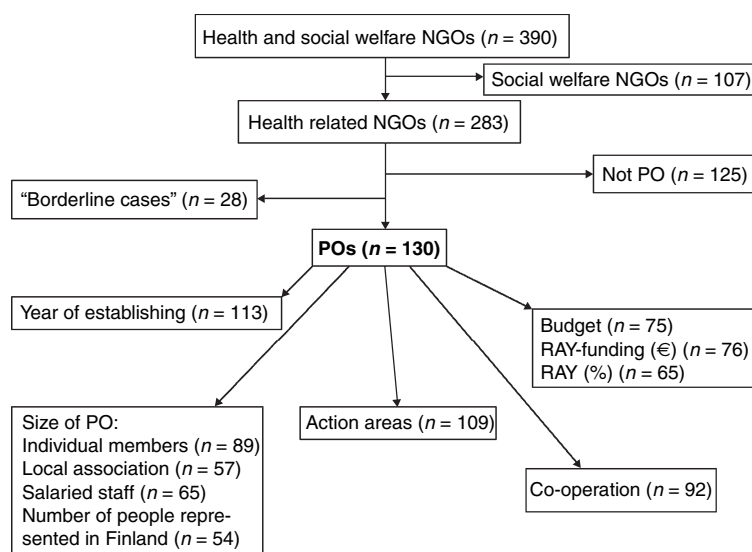 Health and social welfare NGOs (n = 390)
Social welfare NGOs (n = 107)
Health related NGOs (n = 283)
Not PO (n = 125)
“Borderline cases” (n = 28)
POs (n = 130)
Year of establishing (n = 113)
Budget (n = 75)
RAY-funding (€) (n = 76)
RAY (%) (n = 65)
Size of PO:
Individual members (n = 89)
Local association (n = 57)
Salaried staff (n = 65)
Number of people repre-
sented in Finland (n = 54)
Action areas (n = 109)
Co-operation (n = 92)